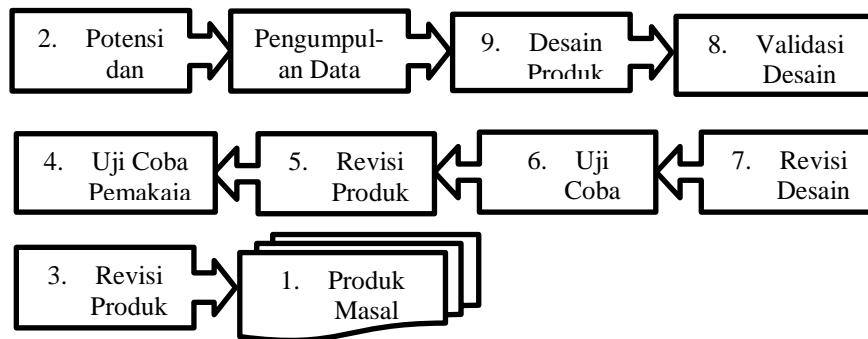 2. Potensi
dan
Pengumpul-
an Data
9. Desain
Produk
8. Validasi
Desain
4. Uji Coba
Pemakaia
5. Revisi
Produk
6. Uji
Coba
7. Revisi
Desain
3. Revisi
Produk
1. Produk
Masal